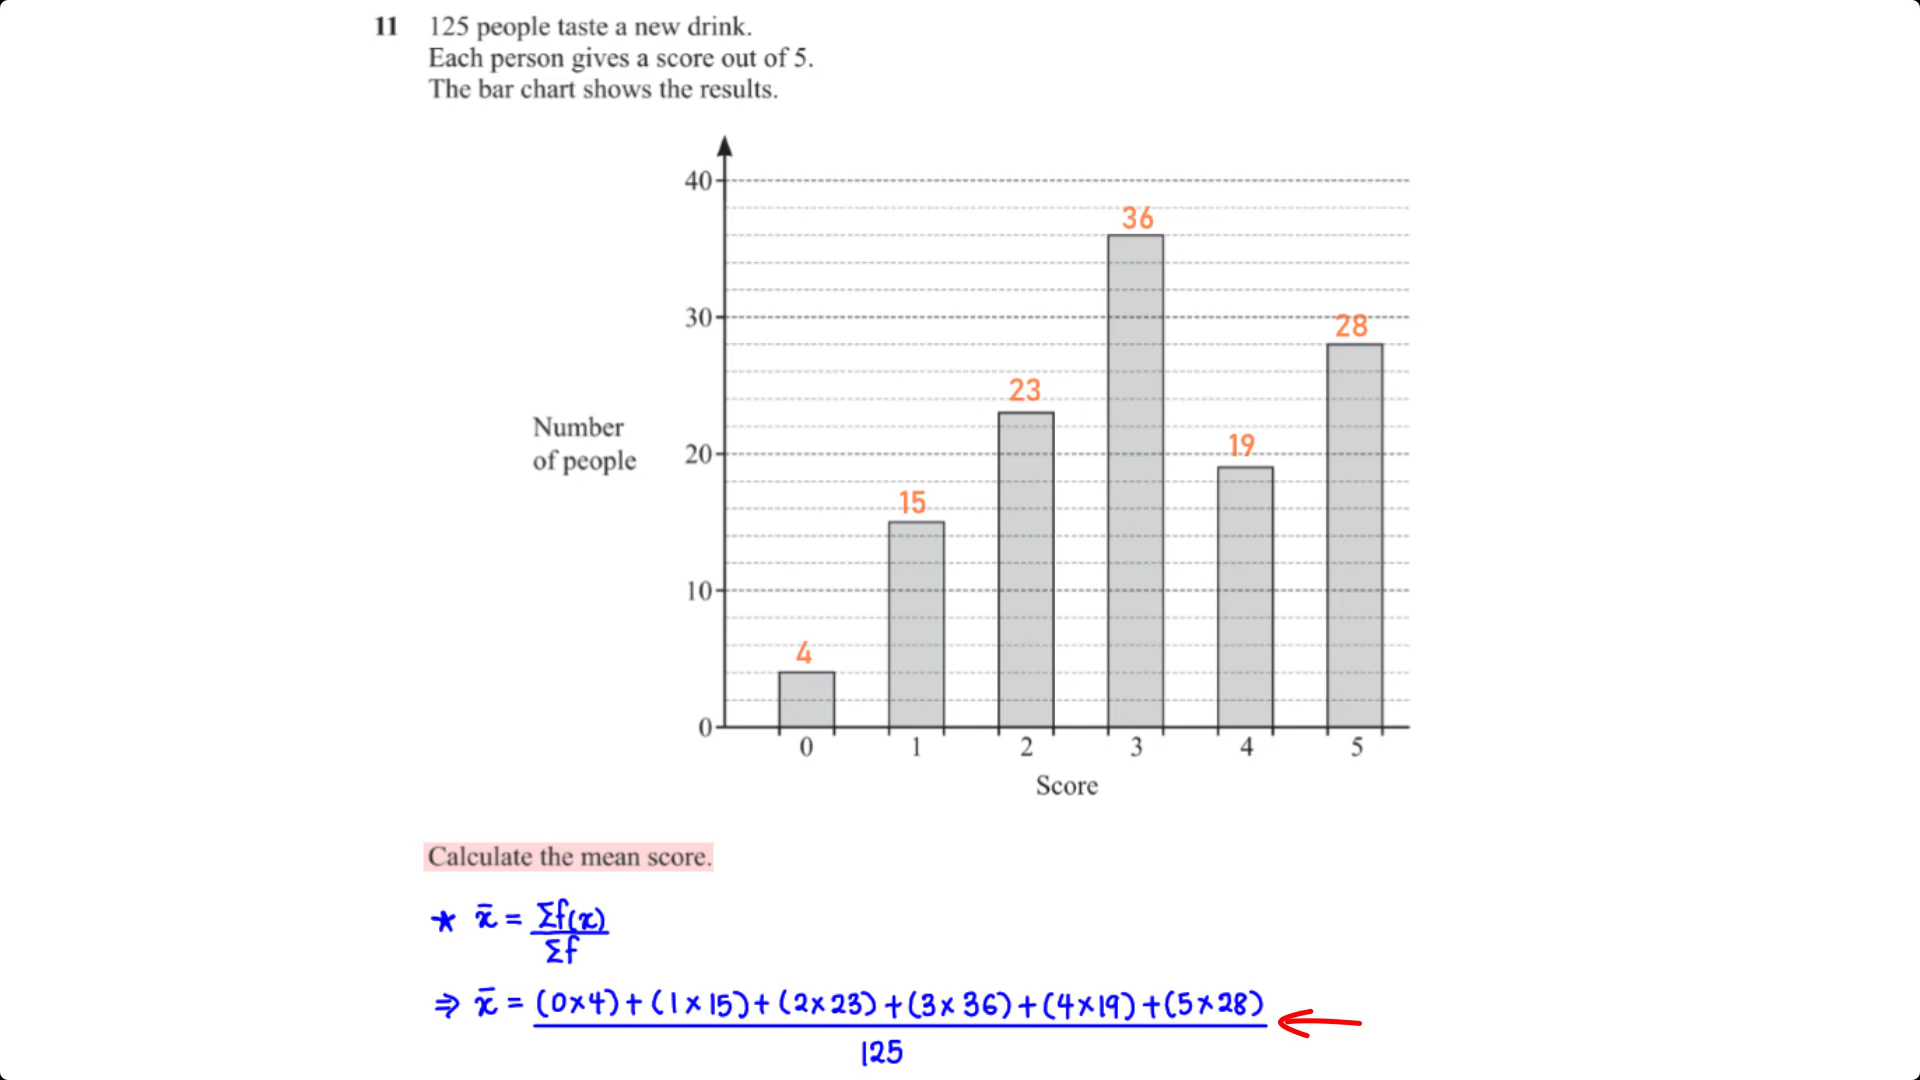 11 125 people taste a new drink.
Each person gives a score out of 5.
The bar chart shows the results.
40
36
30
28
23
Number
of people
20
19
15
10
4
0
0 1 2 3 4 5
Score
Calculate the mean score.
* x̄ = Σf(x)
Σf
⇒ x̄ = (0×4)+(1×15)+(2×23)+(3×36)+(4×19)+(5×28)
125